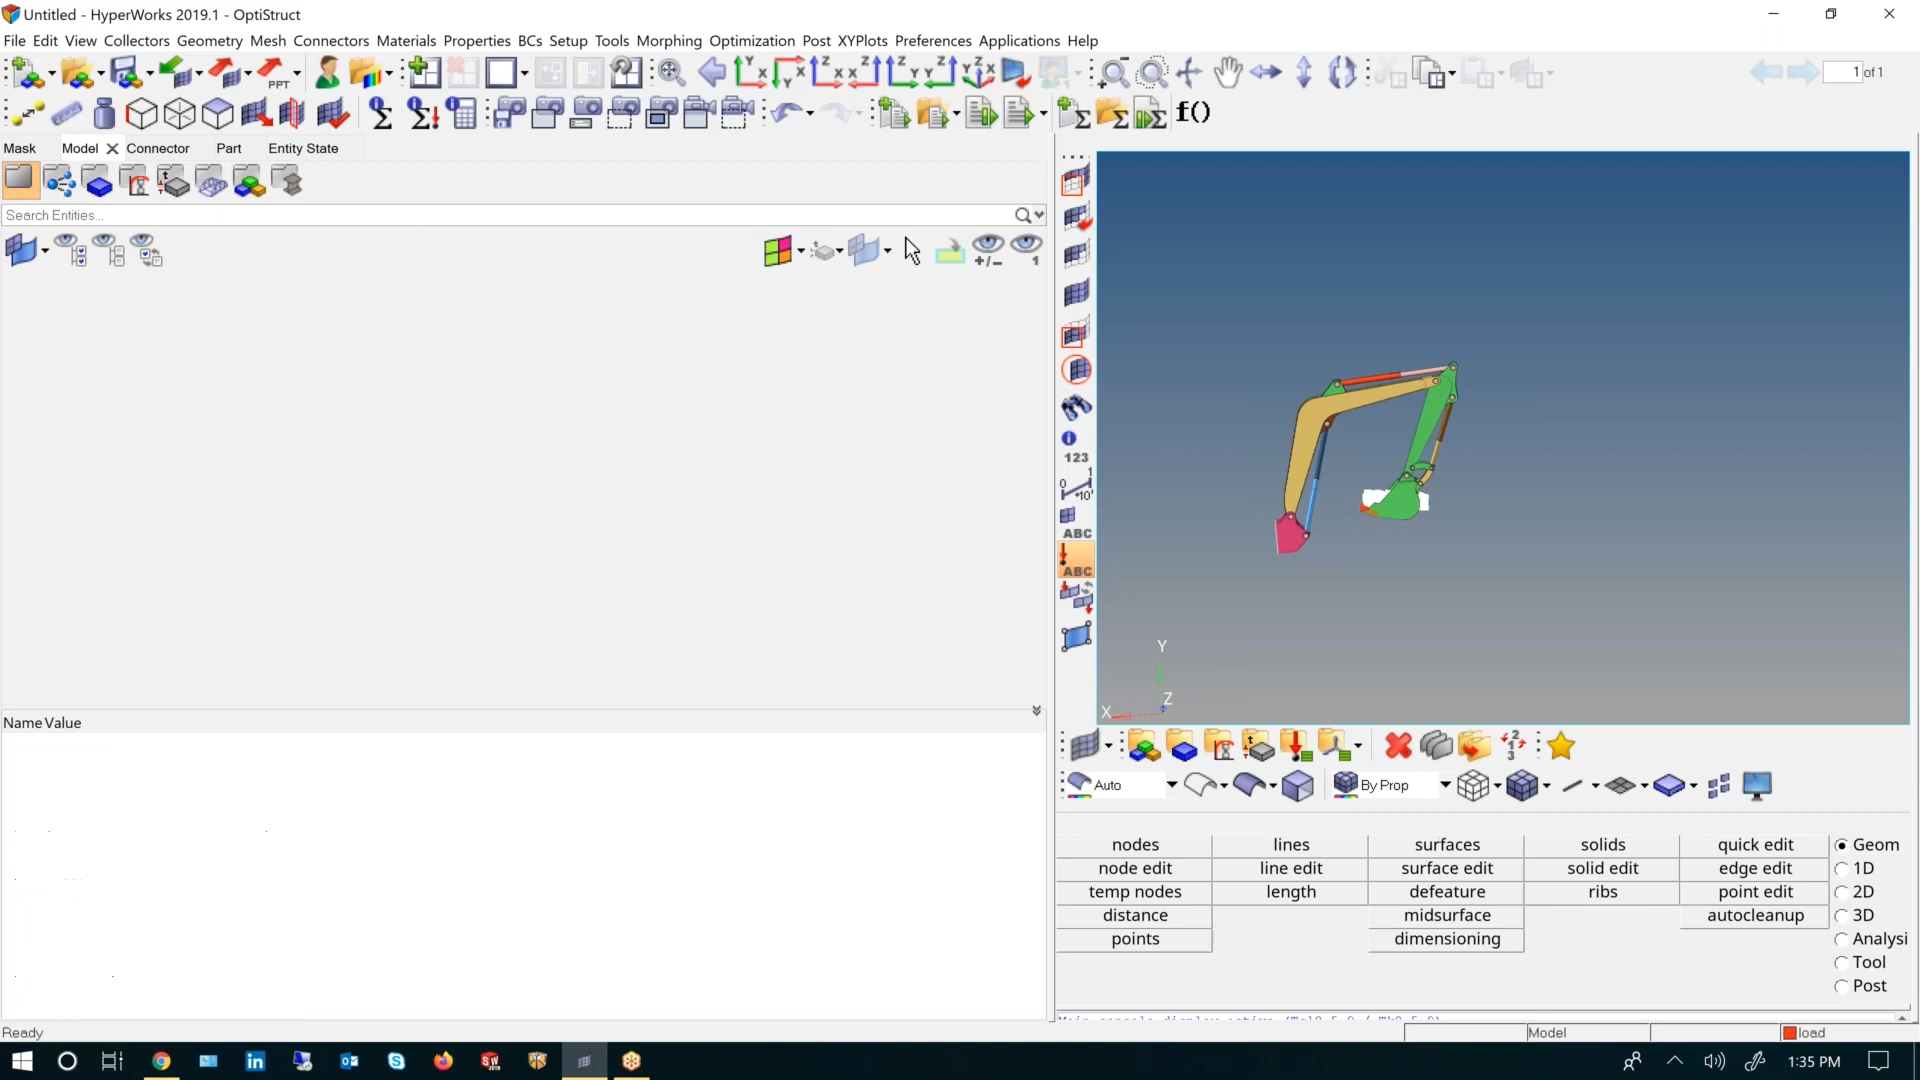 Untitled - HyperWorks 2019.1 - OptiStruct
File Edit View Collectors Geometry Mesh Connectors Materials Properties BCs Setup Tools Morphing Optimization Post XYPlots Preferences Applications Help
PPT
1 of 1
f()
Mask Model Connector Part Entity State
Search Entities...
+/- 1
123
ABC
ABC
Y
Z
X
Name Value
Auto By Prop
nodes lines surfaces solids quick edit Geom
node edit line edit surface edit solid edit edge edit 1D
temp nodes length defeature ribs point edit 2D
distance midsurface autocleanup 3D
points dimensioning Analysi
Tool
Post
Ready Model load
1:35 PM